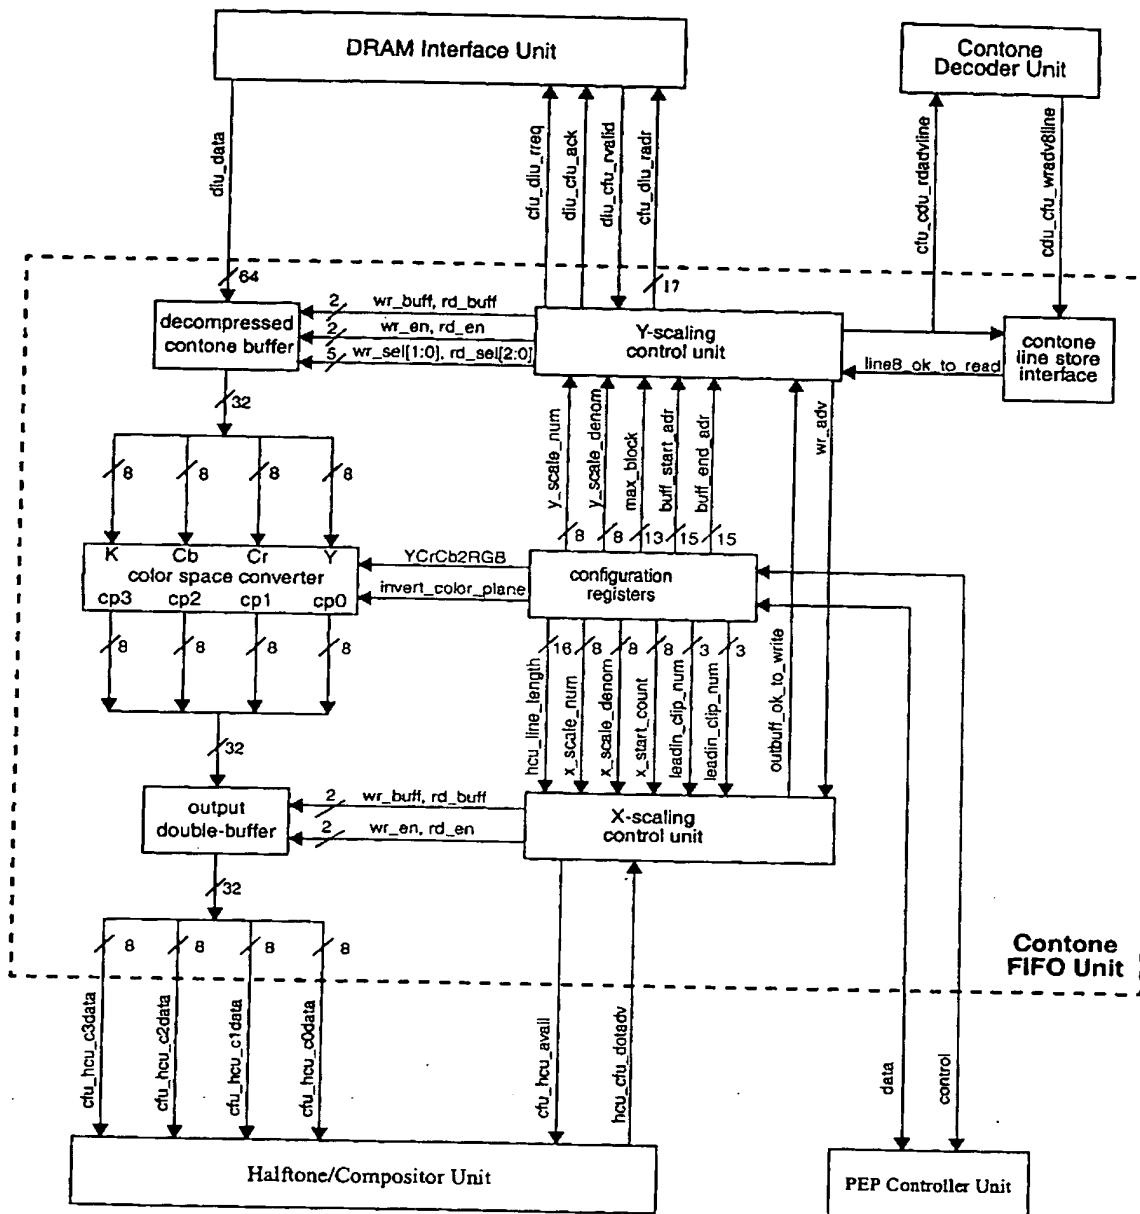 DRAM Interface Unit
Contone
Decoder Unit
diu_data
cfu_diu_rreq
diu_cfu_ack
diu_cfu_rvalid
cfu_diu_radr
cfu_cdu_rdadvline
cdu_cfu_wradv8line
64
17
decompressed
contone buffer
2
wr_buff, rd_buff
2
wr_en, rd_en
5
wr_sel[1:0], rd_sel[2:0]
Y-scaling
control unit
line8_ok_to_read
contone
line store
interface
32
8
8
8
8
y_scale_num
y_scale_denom
max_block
buff_start_adr
buff_end_adr
wr_adv
8
8
13
15
15
K
Cb
Cr
Y
color space converter
cp3
cp2
cp1
cp0
YCrCb2RGB
invert_color_plane
configuration
registers
8
8
8
8
16
8
8
8
3
3
hcu_line_length
x_scale_num
x_scale_denom
x_start_count
leadin_clip_num
leadin_clip_num
outbuff_ok_to_write
32
output
double-buffer
2
wr_buff, rd_buff
2
wr_en, rd_en
X-scaling
control unit
32
8
8
8
8
Contone
FIFO Unit
cfu_hcu_c3data
cfu_hcu_c2data
cfu_hcu_c1data
cfu_hcu_c0data
cfu_hcu_avail
hcu_cfu_dotadv
data
control
Halftone/Compositor Unit
PEP Controller Unit